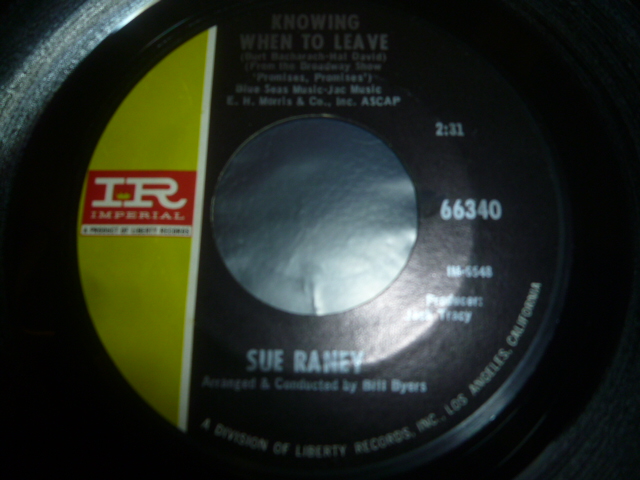 KNOWING
WHEN TO LEAVE
(Burt Bacharach-Hal David)
(From the Broadway Show
"Promises, Promises")
Blue Seas Music-Jac Music
E. H. Morris & Co., Inc. ASCAP
2:31
IR
IMPERIAL
A PRODUCT OF LIBERTY RECORDS
66340
IM-5548
Producer:
Jack Tracy
SUE RANEY
Arranged & Conducted by Bill Byers
A DIVISION OF LIBERTY RECORDS, INC., LOS ANGELES, CALIFORNIA